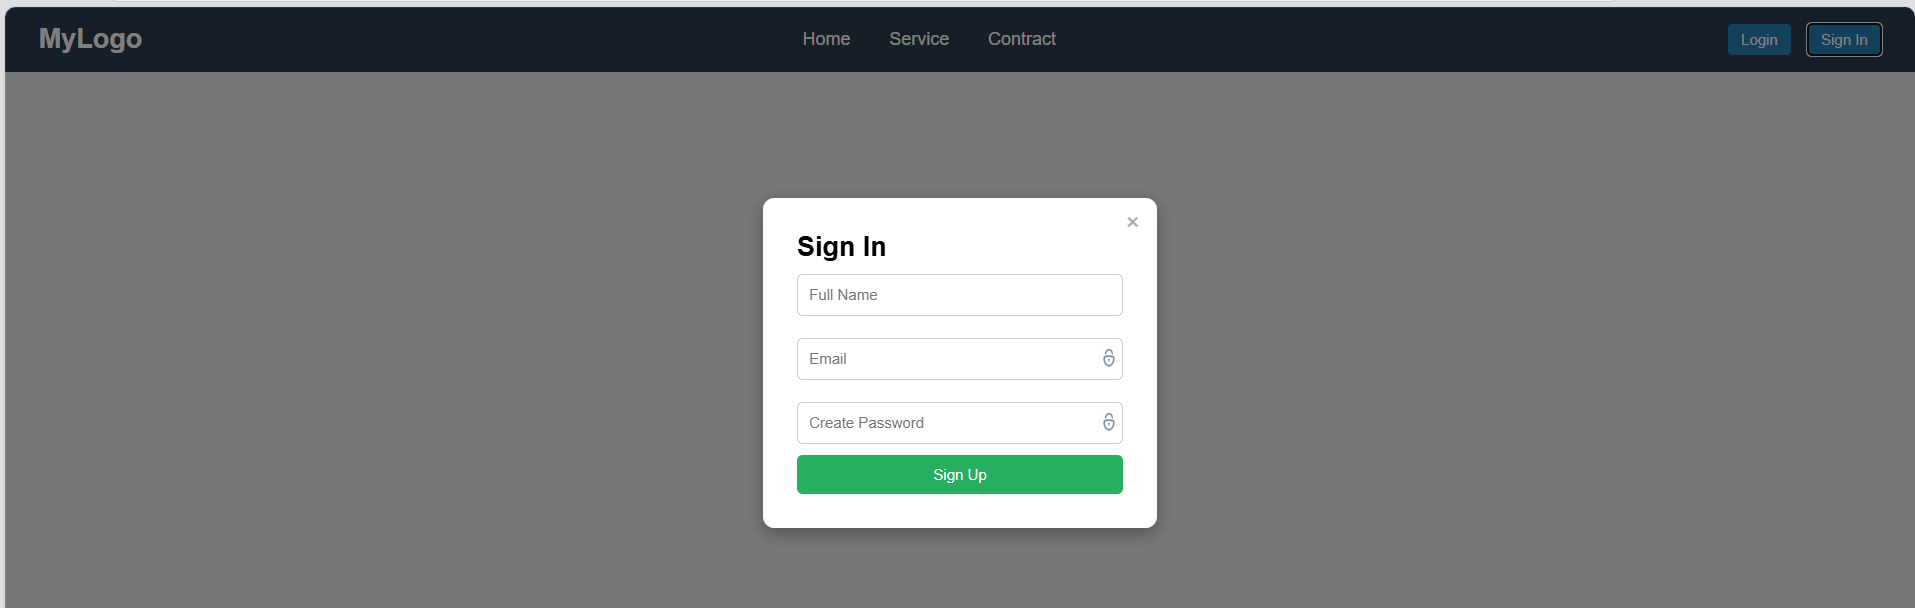 MyLogo Home Service Contract Login Sign In
×
Sign In
Full Name
Email
Create Password
Sign Up